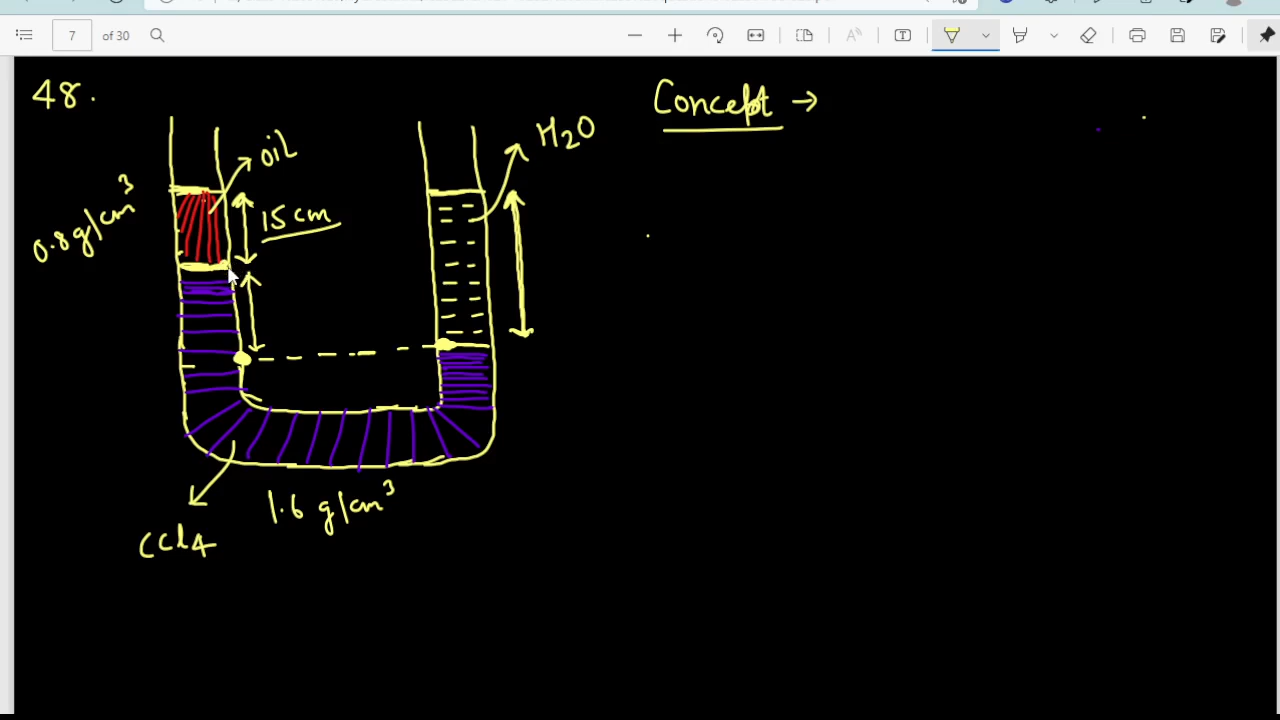 7 of 30
48.
Concept →
H2O
oil
0.8 g/cm3
15 cm
1.6 g/cm3
CCl4